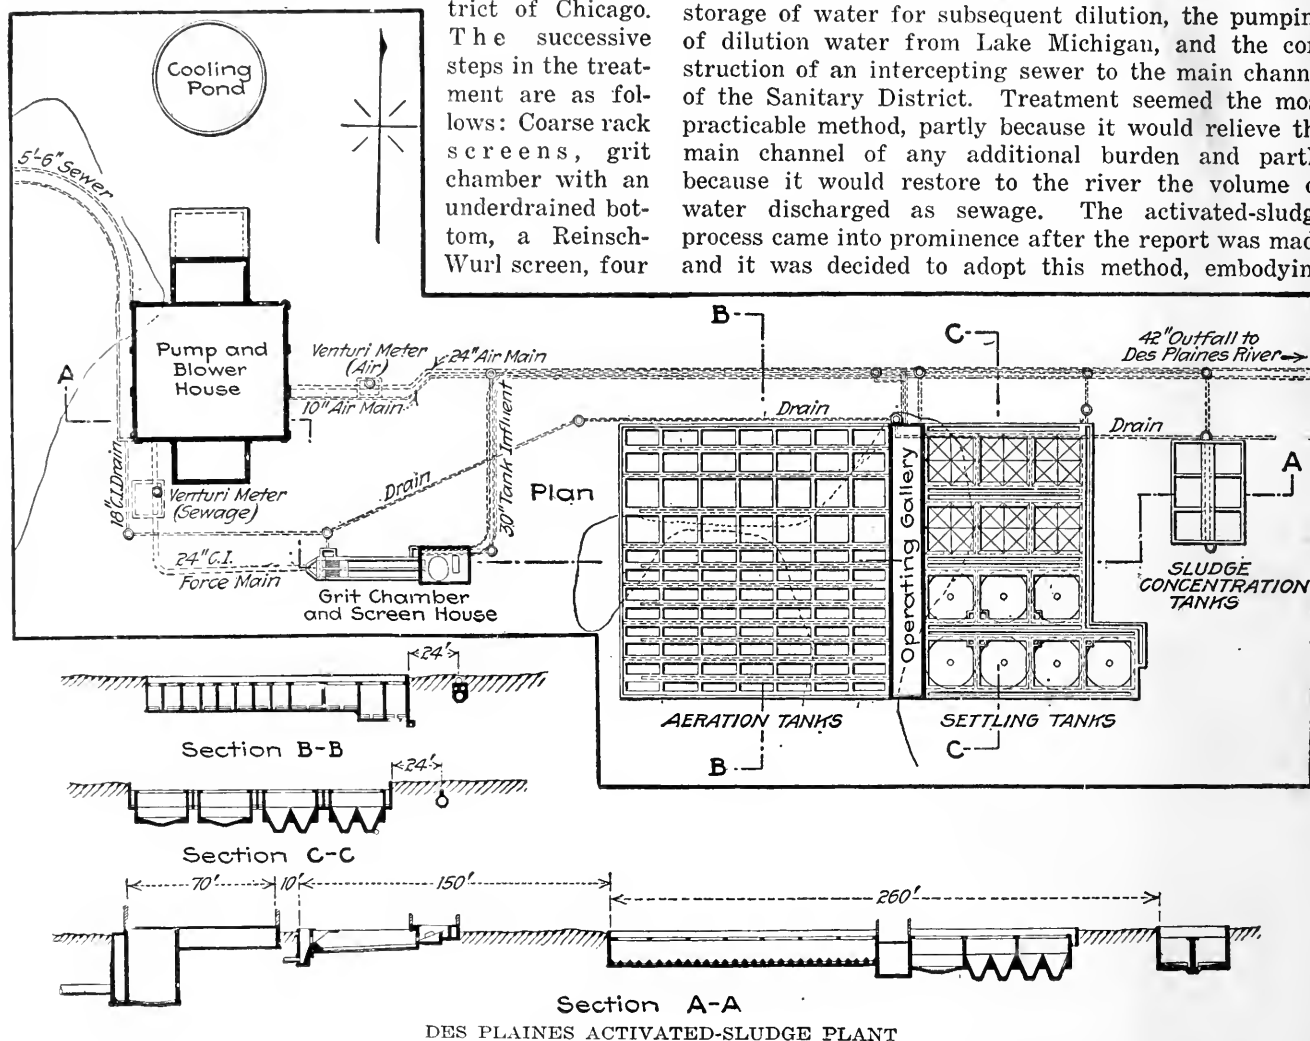 trict of Chicago.
The successive
steps in the treat-
ment are as fol-
lows: Coarse rack
screens, grit
chamber with an
underdrained bot-
tom, a Reinsch-
Wurl screen, four
storage of water for subsequent dilution, the pumpin
of dilution water from Lake Michigan, and the con
struction of an intercepting sewer to the main chann
of the Sanitary District. Treatment seemed the mos
practicable method, partly because it would relieve th
main channel of any additional burden and partl
because it would restore to the river the volume o
water discharged as sewage. The activated-sludg
process came into prominence after the report was mad
and it was decided to adopt this method, embodyin
Cooling
Pond
5'-6" Sewer
Pump and
Blower
House
A
Venturi Meter
(Air)
24" Air Main
10" Air Main
B
C
42" Outfall to
Des Plaines River
Drain
Drain
Drain
A
18" C.I. Drain
Venturi Meter
(Sewage)
30" Tank Influent
Plan
Operating Gallery
24" C.I.
Force Main
Grit Chamber
and Screen House
SLUDGE
CONCENTRATION
TANKS
AERATION TANKS
SETTLING TANKS
B
C
24'
Section B-B
24'
Section C-C
70'
10'
150'
260'
Section A-A
DES PLAINES ACTIVATED-SLUDGE PLANT